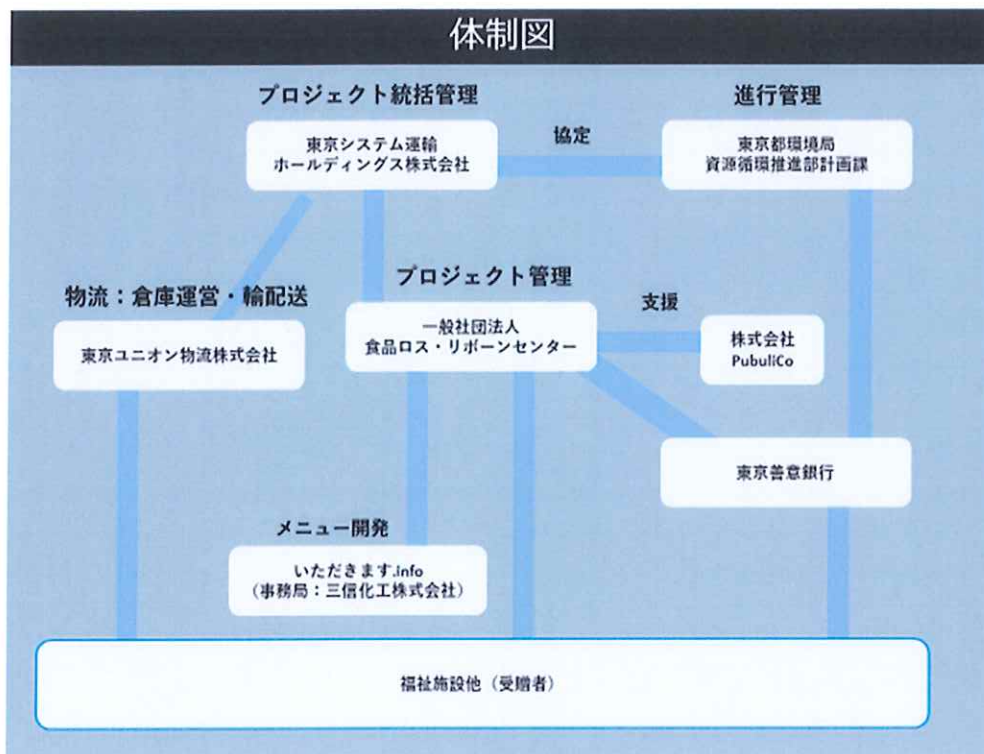 体制図
プロジェクト統括管理
進行管理
東京システム運輸
ホールディングス株式会社
協定
東京都環境局
資源循環推進部計画課
プロジェクト管理
物流：倉庫運営・輸配送
支援
一般社団法人
食品ロス・リボーンセンター
東京ユニオン物流株式会社
株式会社
PubuliCo
東京善意銀行
メニュー開発
いただきます.info
（事務局：三信化工株式会社）
福祉施設他（受贈者）